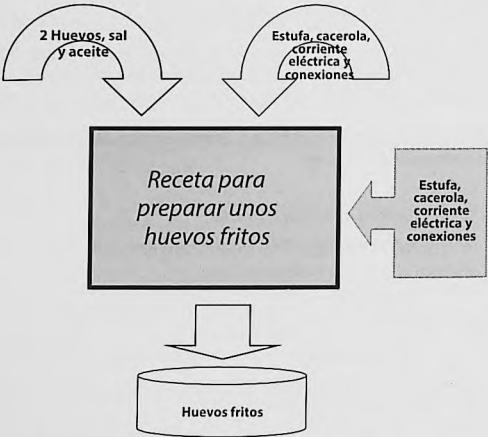 2 Huevos, sal
y aceite
Estufa, cacerola,
corriente
eléctrica y
conexiones
Receta para
preparar unos
huevos fritos
Estufa,
cacerola,
corriente
eléctrica y
conexiones
Huevos fritos